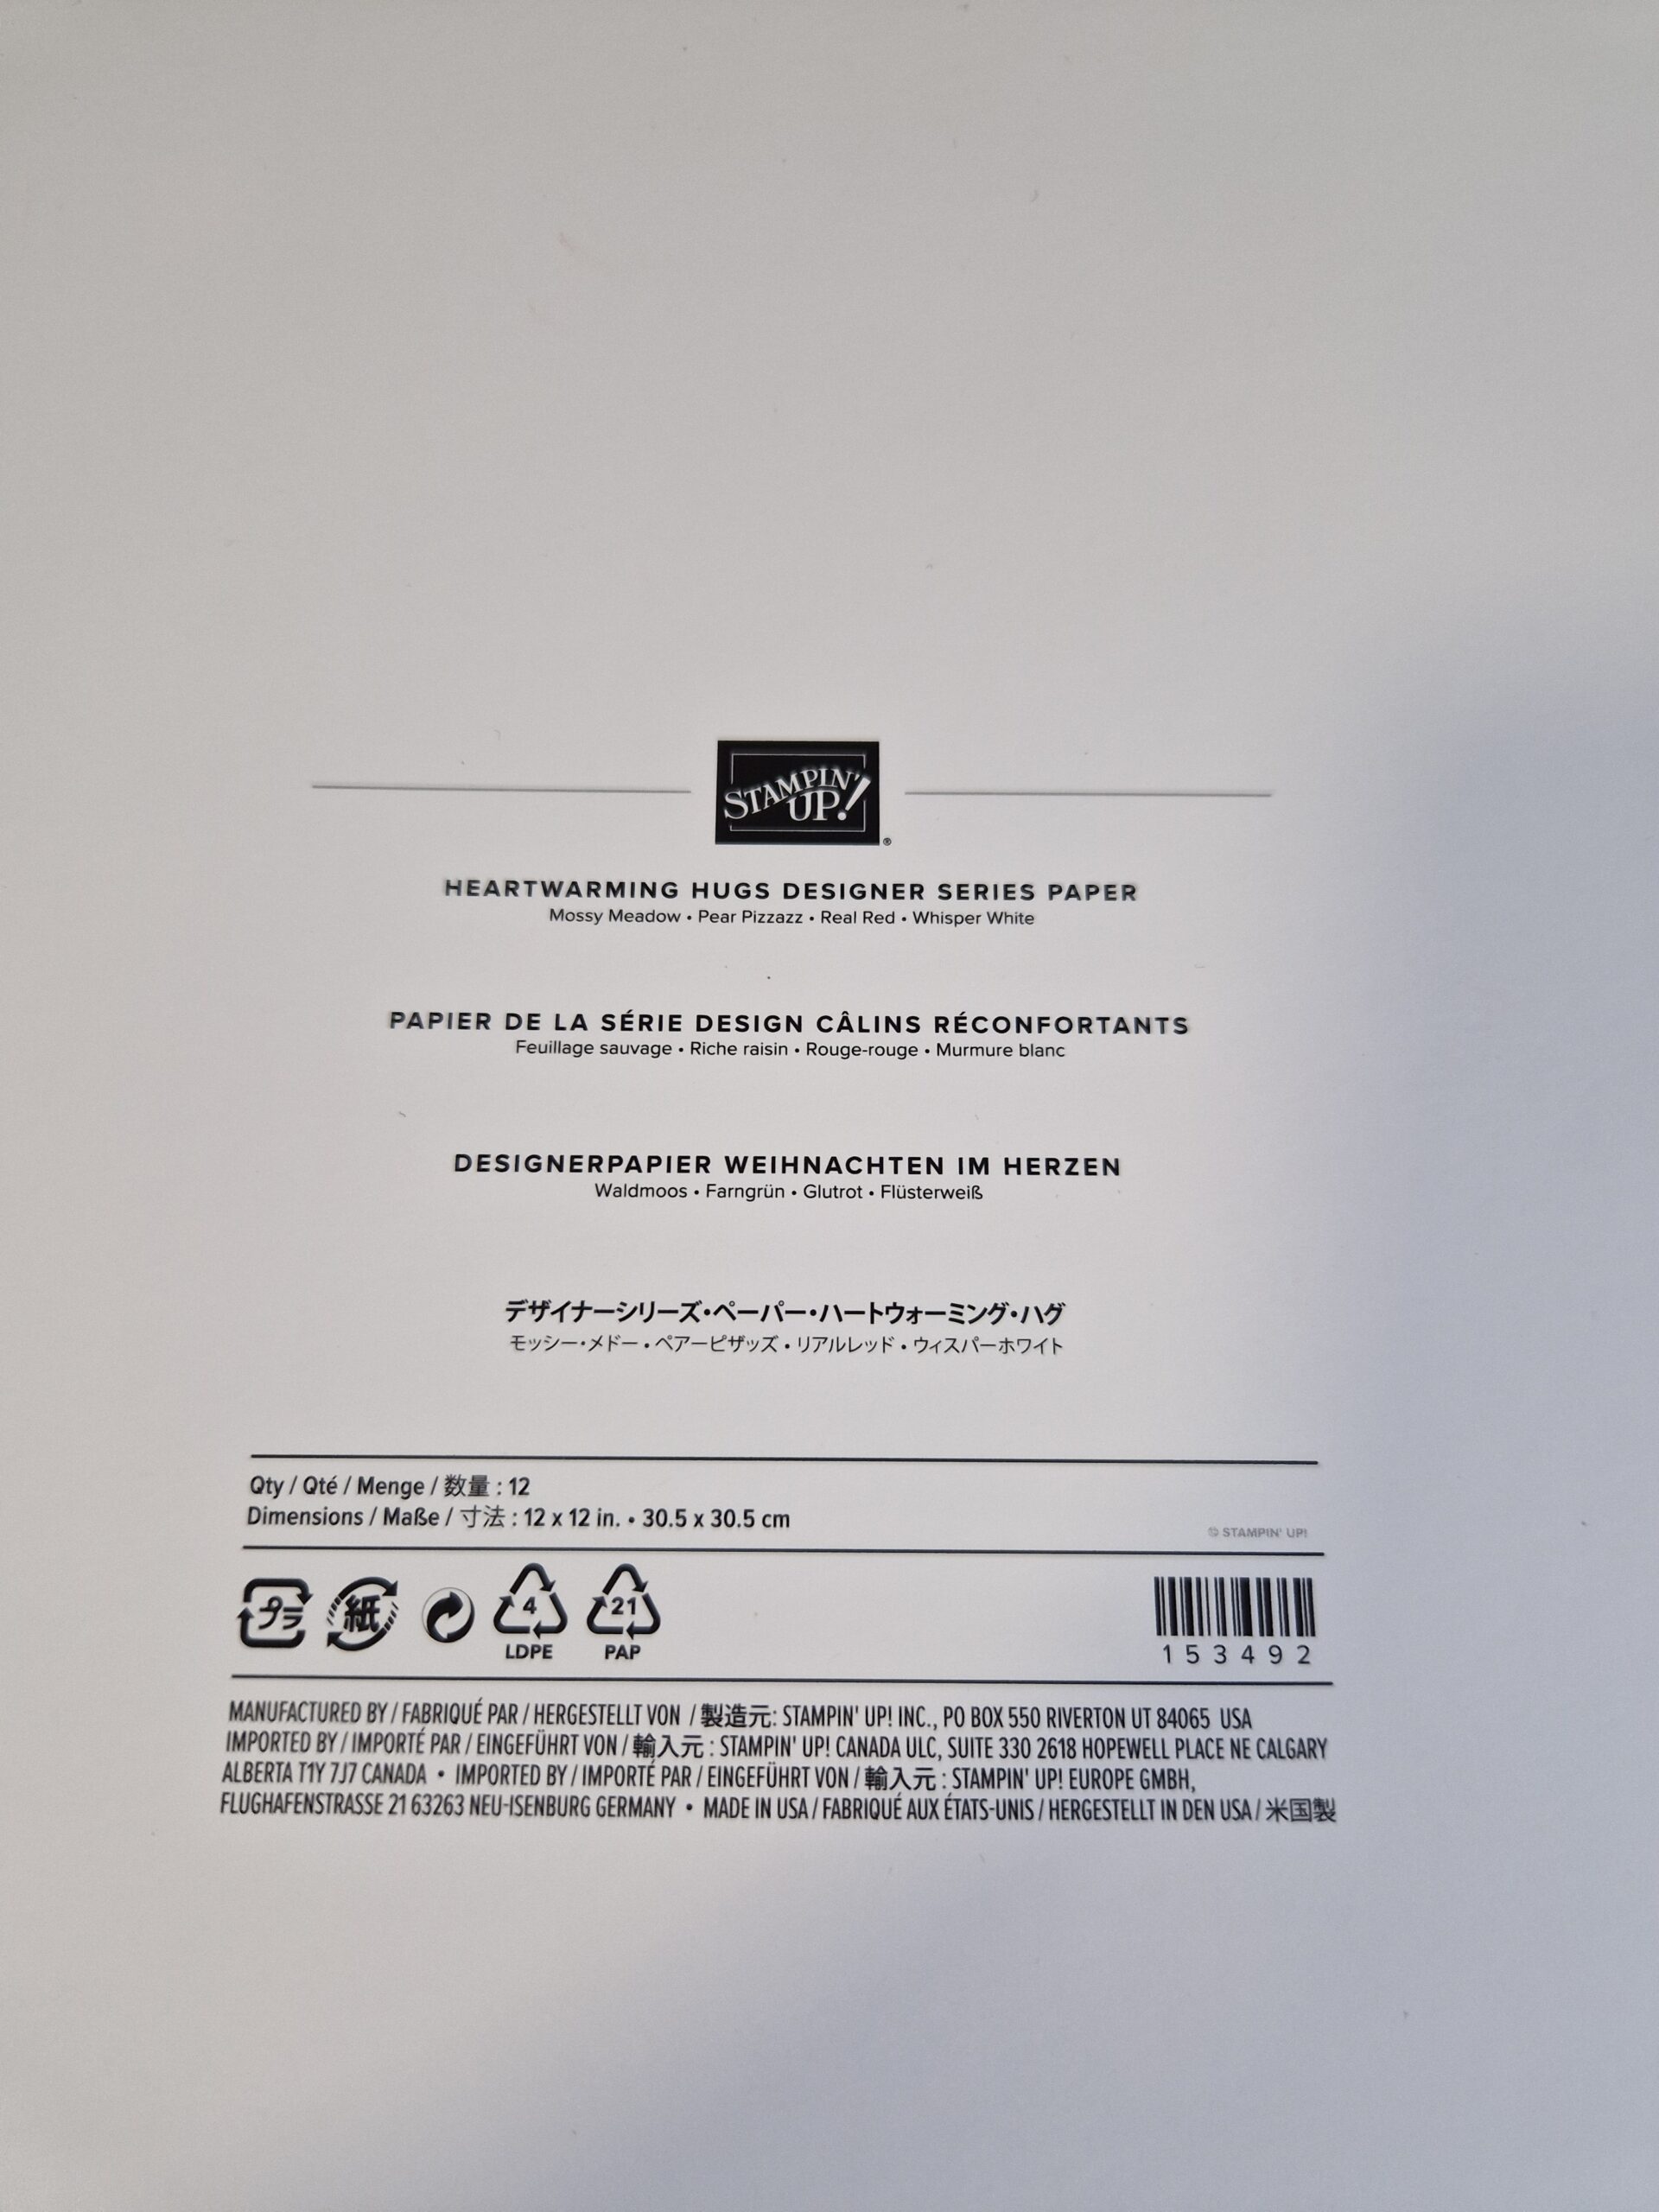 STAMPIN' UP!®
HEARTWARMING HUGS DESIGNER SERIES PAPER
Mossy Meadow • Pear Pizzazz • Real Red • Whisper White
PAPIER DE LA SÉRIE DESIGN CÂLINS RÉCONFORTANTS
Feuillage sauvage • Riche raisin • Rouge-rouge • Murmure blanc
DESIGNERPAPIER WEIHNACHTEN IM HERZEN
Waldmoos • Farngrün • Glutrot • Flüsterweiß
デザイナーシリーズ・ペーパー・ハートウォーミング・ハグ
モッシー・メドー • ペアーピザッズ • リアルレッド • ウィスパーホワイト
Qty / Qté / Menge / 数量 : 12
Dimensions / Maße / 寸法 : 12 x 12 in. • 30.5 x 30.5 cm
© STAMPIN' UP!
プラ 紙 4 21
LDPE PAP
153492
MANUFACTURED BY / FABRIQUÉ PAR / HERGESTELLT VON / 製造元: STAMPIN' UP! INC., PO BOX 550 RIVERTON UT 84065 USA
IMPORTED BY / IMPORTÉ PAR / EINGEFÜHRT VON / 輸入元 : STAMPIN' UP! CANADA ULC, SUITE 330 2618 HOPEWELL PLACE NE CALGARY
ALBERTA T1Y 7J7 CANADA • IMPORTED BY / IMPORTÉ PAR / EINGEFÜHRT VON / 輸入元 : STAMPIN' UP! EUROPE GMBH,
FLUGHAFENSTRASSE 21 63263 NEU-ISENBURG GERMANY • MADE IN USA / FABRIQUÉ AUX ÉTATS-UNIS / HERGESTELLT IN DEN USA / 米国製